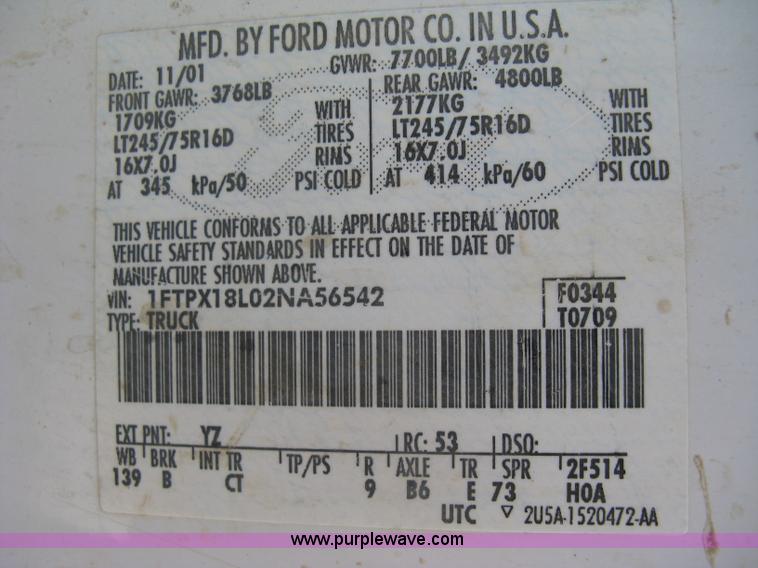 MFD. BY FORD MOTOR CO. IN U.S.A.
DATE: 11/01 GVWR: 7700LB/ 3492KG
FRONT GAWR: 3768LB REAR GAWR: 4800LB
1709KG WITH 2177KG WITH
LT245/75R16D TIRES LT245/75R16D TIRES
16X7.0J RIMS 16X7.0J RIMS
AT 345 kPa/50 PSI COLD AT 414 kPa/60 PSI COLD
THIS VEHICLE CONFORMS TO ALL APPLICABLE FEDERAL MOTOR
VEHICLE SAFETY STANDARDS IN EFFECT ON THE DATE OF
MANUFACTURE SHOWN ABOVE.
VIN: 1FTPX18L02NA56542 F0344
TYPE: TRUCK T0709
EXT PNT: YZ RC: 53 DSO:
WB BRK INT TR TP/PS R AXLE TR SPR 2F514
139 B CT 9 B6 E 73 H0A
UTC ▽ 2U5A-1520472-AA
www.purplewave.com